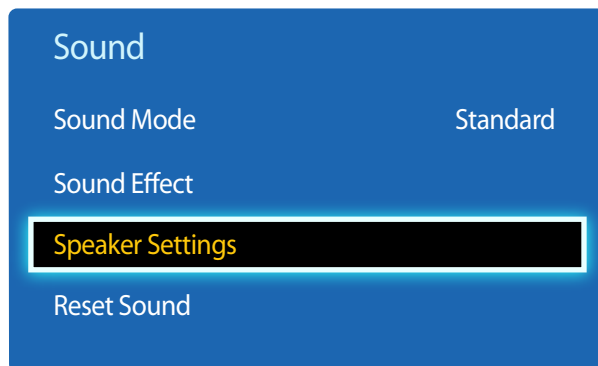 Sound
Sound Mode Standard
Sound Effect
Speaker Settings
Reset Sound